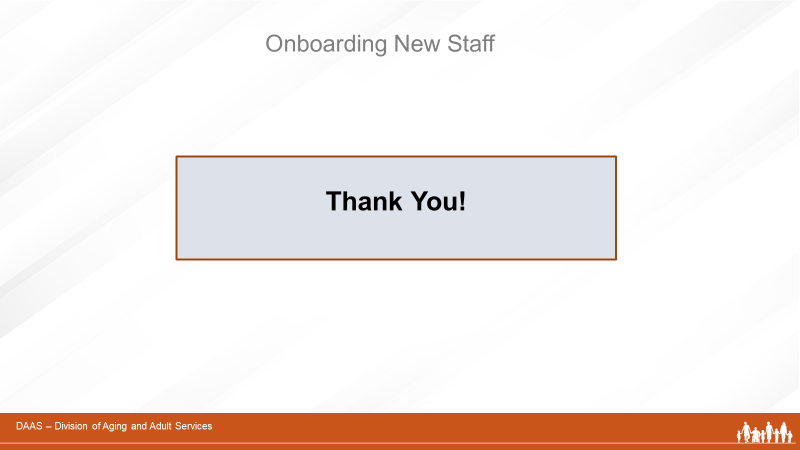 Onboarding New Staff
Thank You!
DAAS – Division of Aging and Adult Services